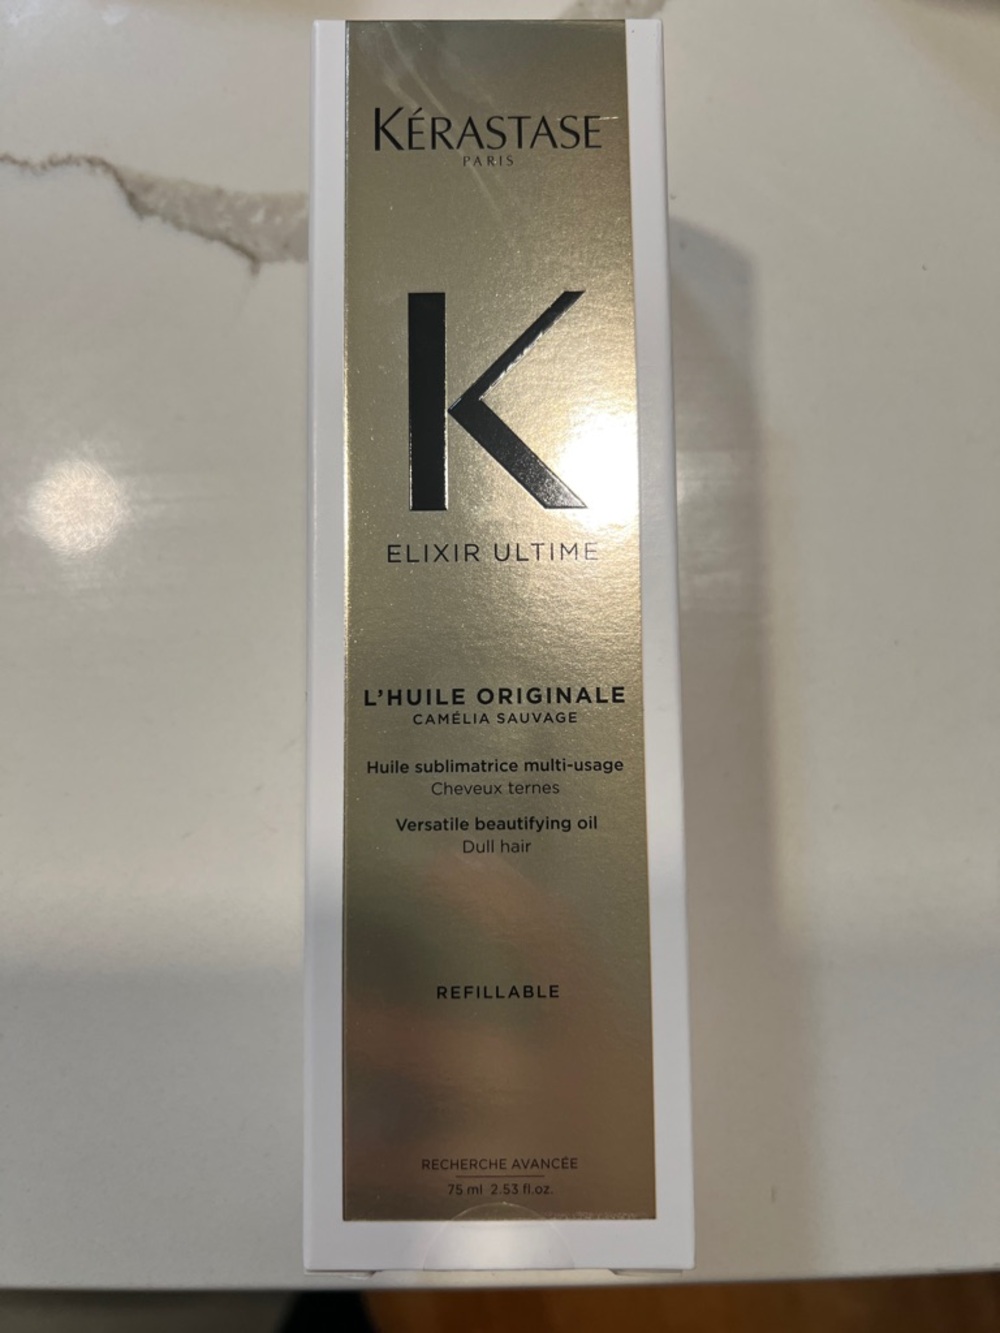 KÉRASTASE
PARIS
K
ELIXIR ULTIME
L'HUILE ORIGINALE
CAMÉLIA SAUVAGE
Huile sublimatrice multi-usage
Cheveux ternes
Versatile beautifying oil
Dull hair
REFILLABLE
RECHERCHE AVANCÉE
75 ml 2.53 fl.oz.